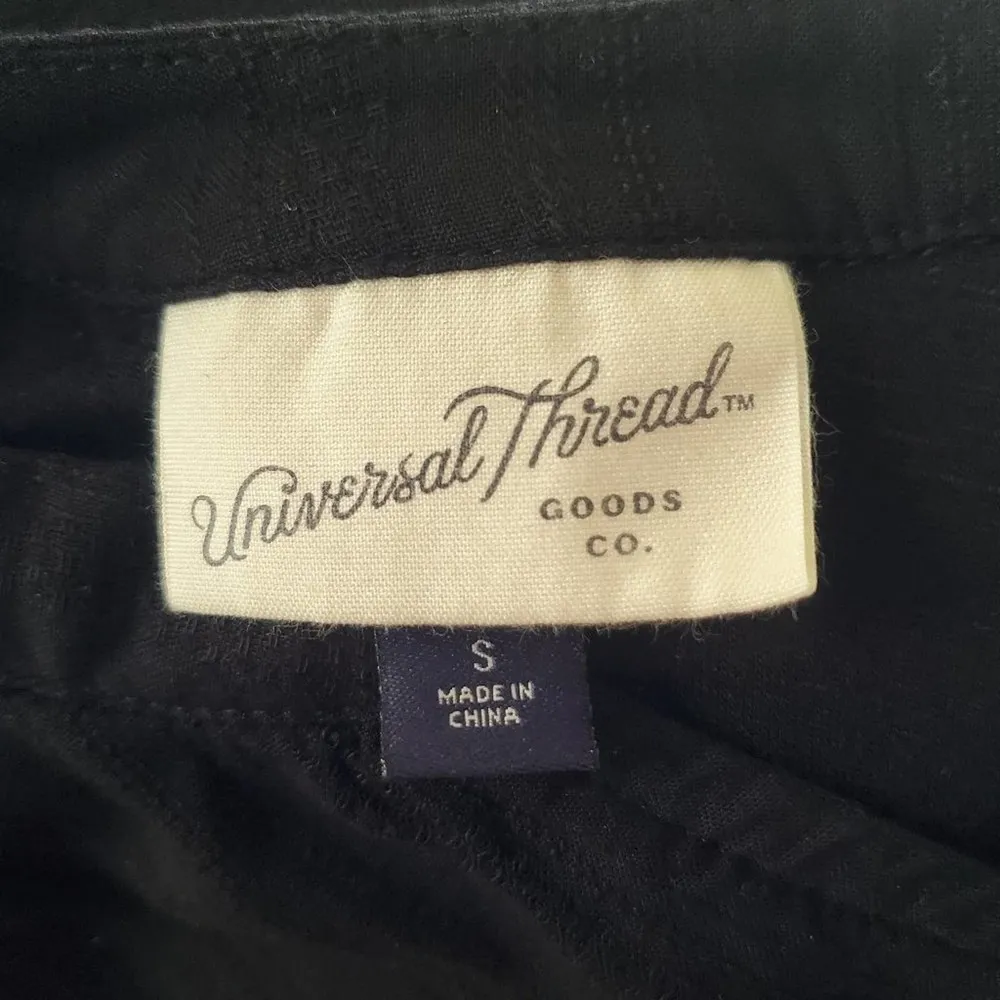 Universal Thread™
GOODS
CO.
S
MADE IN
CHINA